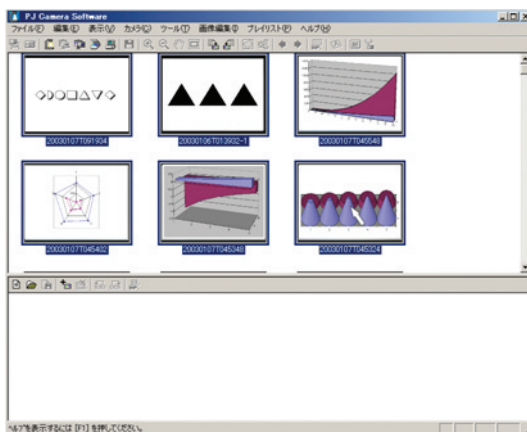 PJ Camera Software
ファイル(F) 編集(E) 表示(V) カメラ(C) ツール(T) 画像編集(I) プレイリスト(P) ヘルプ(H)
20030107T091934 20030106T013932-1 20030107T045548
20030107T045402 20030107T045348 20030107T045324
ヘルプを表示するには [F1] を押してください。